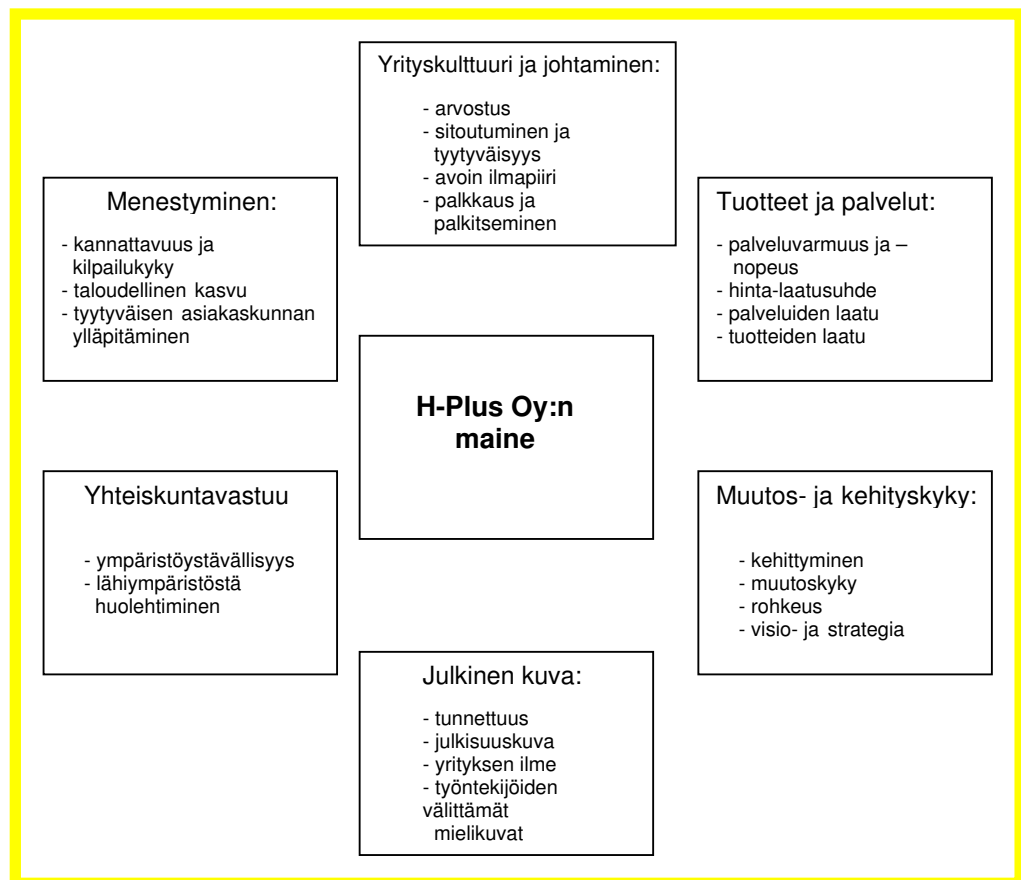 Yrityskulttuuri ja johtaminen:
- arvostus
- sitoutuminen ja
tyytyväisyys
- avoin ilmapiiri
- palkkaus ja
palkitseminen
Menestyminen:
- kannattavuus ja
kilpailukyky
- taloudellinen kasvu
- tyytyväisen asiakaskunnan
ylläpitäminen
Tuotteet ja palvelut:
- palveluvarmuus ja –
nopeus
- hinta-laatusuhde
- palveluiden laatu
- tuotteiden laatu
H-Plus Oy:n
maine
Yhteiskuntavastuu
- ympäristöystävällisyys
- lähiympäristöstä
huolehtiminen
Muutos- ja kehityskyky:
- kehittyminen
- muutoskyky
- rohkeus
- visio- ja strategia
Julkinen kuva:
- tunnettuus
- julkisuuskuva
- yrityksen ilme
- työntekijöiden
välittämät
mielikuvat